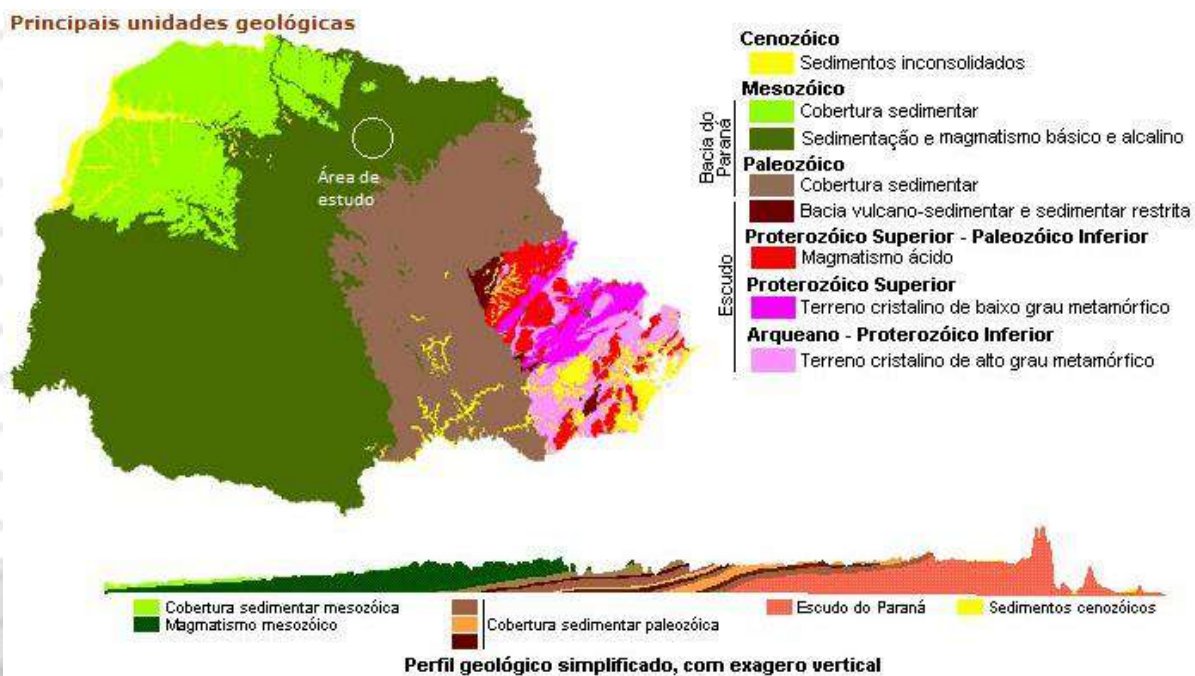 Principais unidades geológicas
Área de
estudo
Cenozóico
Sedimentos inconsolidados
Mesozóico
Cobertura sedimentar
Sedimentação e magmatismo básico e alcalino
Bacia do
Paraná
Paleozóico
Cobertura sedimentar
Bacia vulcano-sedimentar e sedimentar restrita
Escudo
Proterozóico Superior - Paleozóico Inferior
Magmatismo ácido
Proterozóico Superior
Terreno cristalino de baixo grau metamórfico
Arqueano - Proterozóico Inferior
Terreno cristalino de alto grau metamórfico
Cobertura sedimentar mesozóica
Magmatismo mesozóico
Cobertura sedimentar paleozóica
Escudo do Paraná
Sedimentos cenozóicos
Perfil geológico simplificado, com exagero vertical